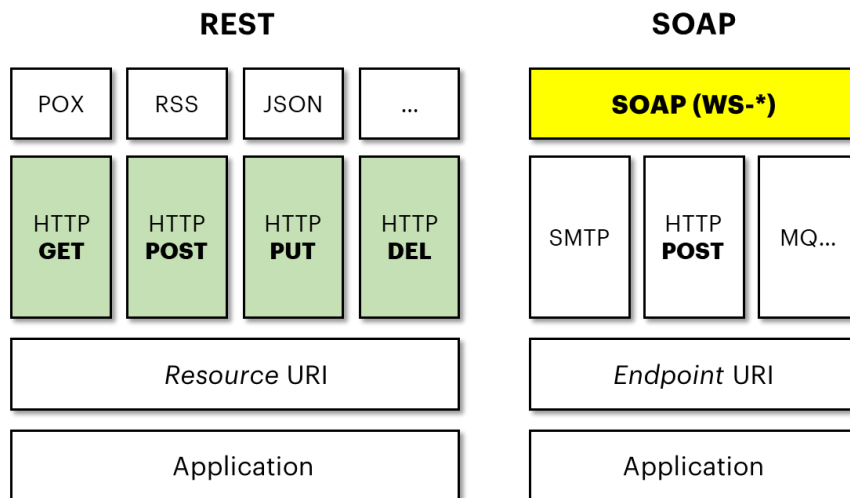 REST
POX
RSS
JSON
...
HTTP
GET
HTTP
POST
HTTP
PUT
HTTP
DEL
Resource URI
Application
SOAP
SOAP (WS-*)
SMTP
HTTP
POST
MQ...
Endpoint URI
Application